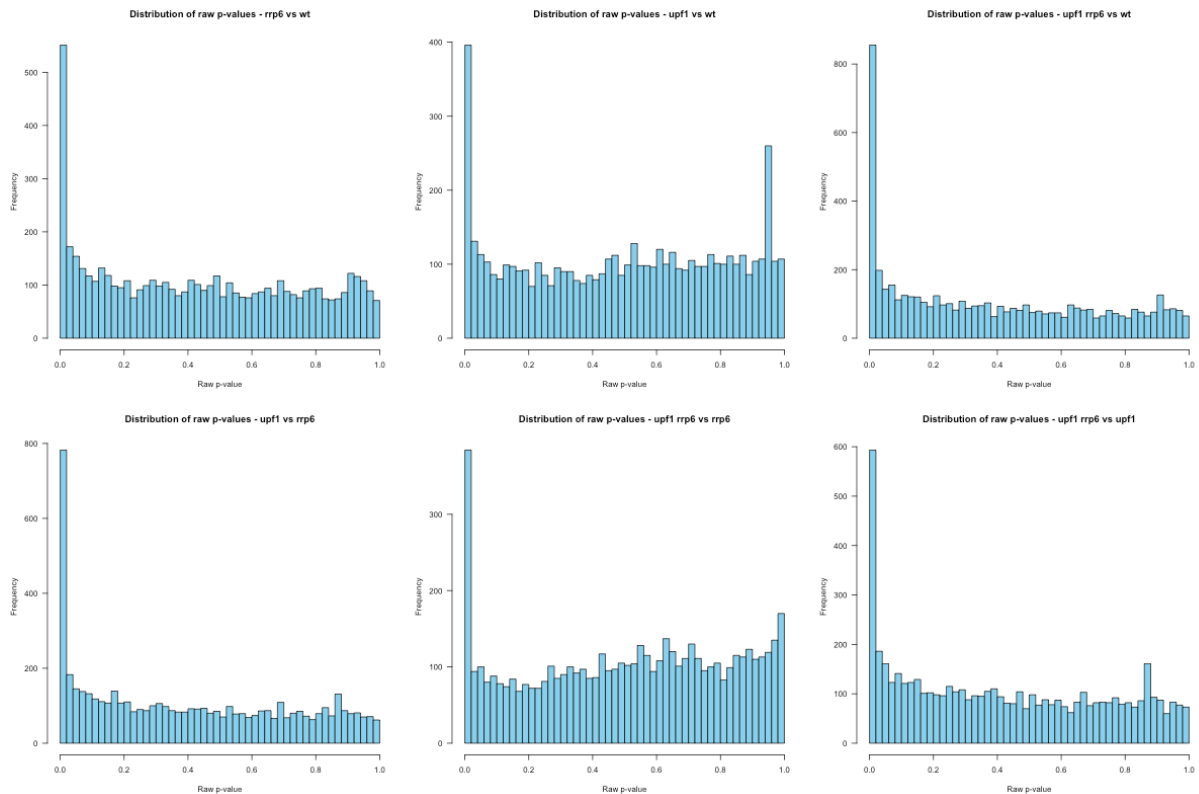 Distribution of raw p-values - rrp6 vs wt
Frequency
500
400
300
200
100
0
0.0 0.2 0.4 0.6 0.8 1.0
Raw p-value
Distribution of raw p-values - upf1 vs wt
Frequency
400
300
200
100
0
0.0 0.2 0.4 0.6 0.8 1.0
Raw p-value
Distribution of raw p-values - upf1 rrp6 vs wt
Frequency
800
600
400
200
0
0.0 0.2 0.4 0.6 0.8 1.0
Raw p-value
Distribution of raw p-values - upf1 vs rrp6
Frequency
800
600
400
200
0
0.0 0.2 0.4 0.6 0.8 1.0
Raw p-value
Distribution of raw p-values - upf1 rrp6 vs rrp6
Frequency
300
200
100
0
0.0 0.2 0.4 0.6 0.8 1.0
Raw p-value
Distribution of raw p-values - upf1 rrp6 vs upf1
Frequency
600
500
400
300
200
100
0
0.0 0.2 0.4 0.6 0.8 1.0
Raw p-value